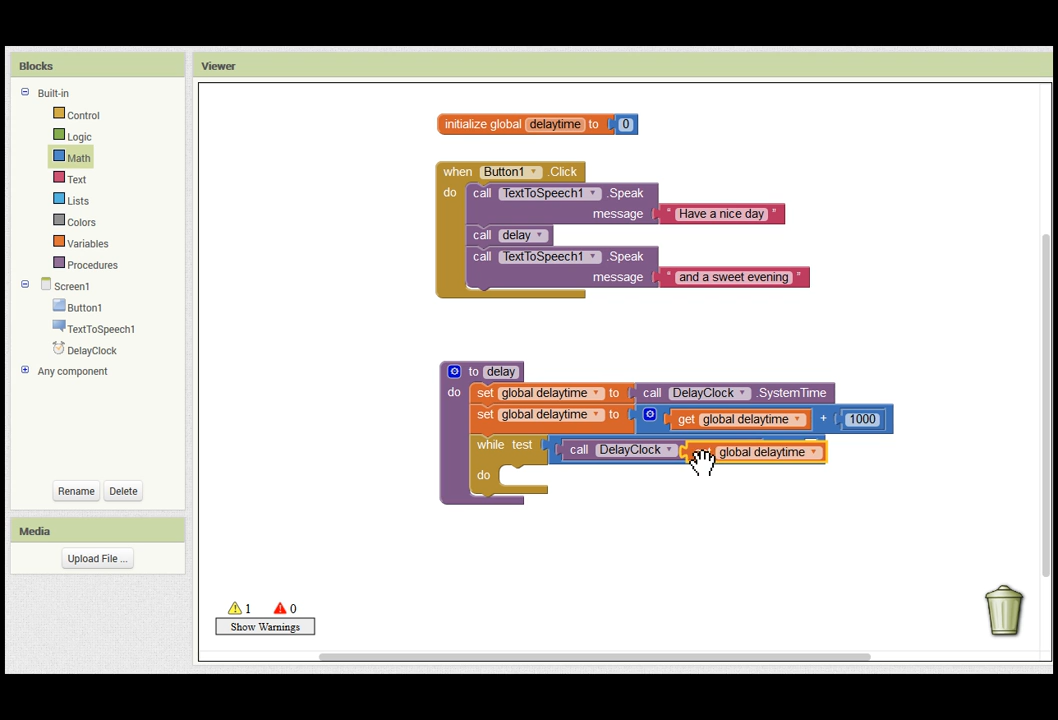 Blocks
Viewer
Built-in
Control
Logic
Math
Text
Lists
Colors
Variables
Procedures
Screen1
Button1
TextToSpeech1
DelayClock
Any component
Rename
Delete
Media
Upload File ...
initialize global delaytime to 0
when Button1 .Click
do call TextToSpeech1 .Speak
message " Have a nice day "
call delay
call TextToSpeech1 .Speak
message " and a sweet evening "
to delay
do set global delaytime to call DelayClock .SystemTime
set global delaytime to get global delaytime + 1000
while test call DelayClock global delaytime
do
1 0
Show Warnings